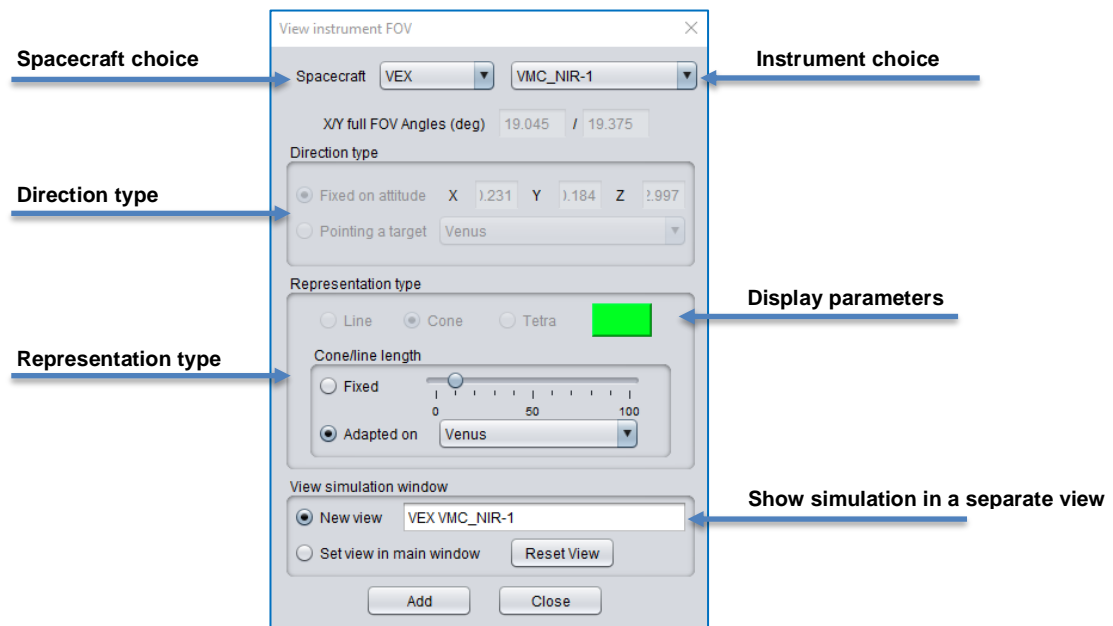 View instrument FOV
Spacecraft choice
Instrument choice
Spacecraft VEX VMC_NIR-1
X/Y full FOV Angles (deg) 19.045 / 19.375
Direction type
Direction type
Fixed on attitude X ).231 Y ).184 Z 2.997
Pointing a target Venus
Representation type
Display parameters
Line Cone Tetra
Representation type
Cone/line length
Fixed
0 50 100
Adapted on Venus
View simulation window
Show simulation in a separate view
New view VEX VMC_NIR-1
Set view in main window Reset View
Add Close